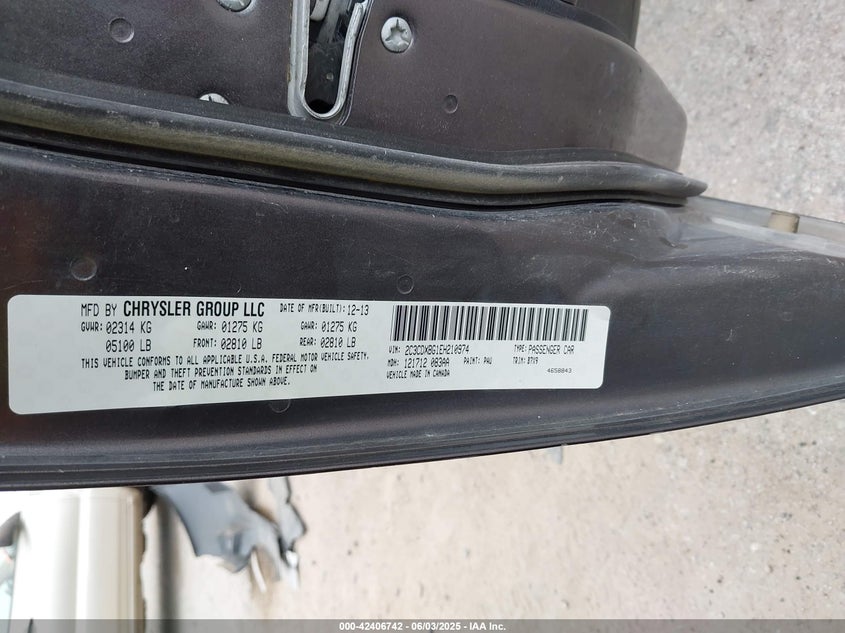 MFD BY CHRYSLER GROUP LLC DATE OF MFR(BUILT): 12-13
GVWR: 02314 KG GAWR: 01275 KG GAWR: 01275 KG
05100 LB FRONT: 02810 LB REAR: 02810 LB
THIS VEHICLE CONFORMS TO ALL APPLICABLE U.S.A. FEDERAL MOTOR VEHICLE SAFETY,
BUMPER AND THEFT PREVENTION STANDARDS IN EFFECT ON
THE DATE OF MANUFACTURE SHOWN ABOVE.
VIN: 2C3CDXBG1EH210974 TYPE: PASSENGER CAR
MDH: 121712 083AA PAINT: PAU TRIM: B7X9
VEHICLE MADE IN CANADA 4658843
000-42406742 - 06/03/2025 - IAA Inc.